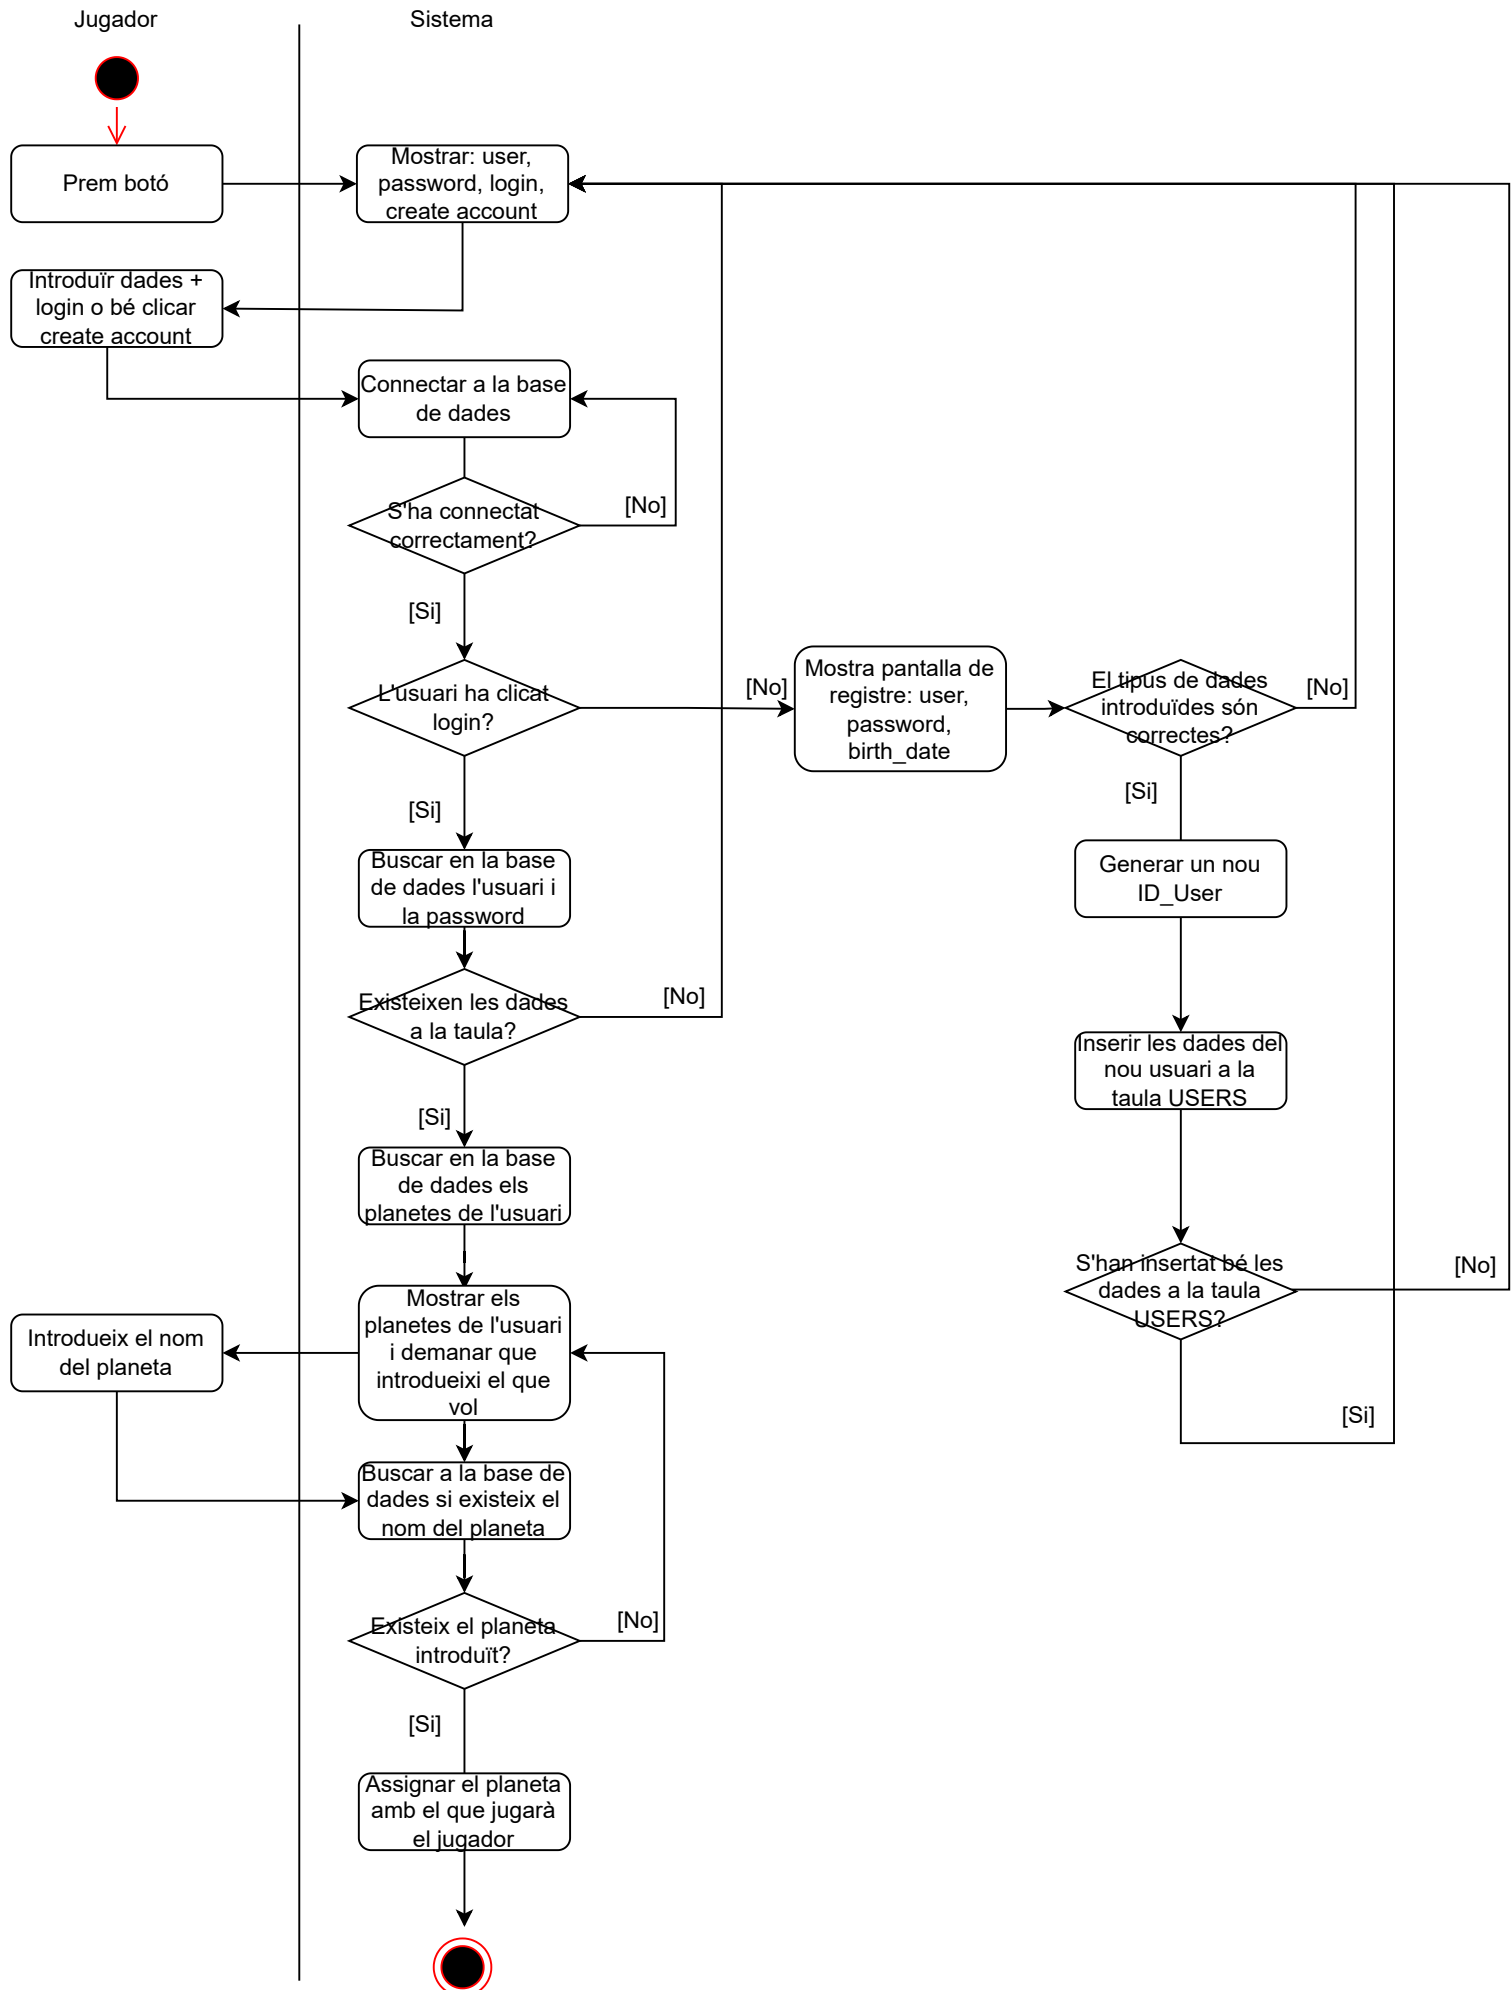 Jugador
Sistema
Prem botó
Mostrar: user,
password, login,
create account
Introduïr dades +
login o bé clicar
create account
Connectar a la base
de dades
S'ha connectat
correctament?
[No]
[Si]
L'usuari ha clicat
login?
[No]
Mostra pantalla de
registre: user,
password,
birth_date
El tipus de dades
introduïdes són
correctes?
[No]
[Si]
[Si]
Buscar en la base
de dades l'usuari i
la password
Generar un nou
ID_User
Existeixen les dades
a la taula?
[No]
Inserir les dades del
nou usuari a la
taula USERS
[Si]
Buscar en la base
de dades els
planetes de l'usuari
S'han insertat bé les
dades a la taula
USERS?
[No]
[Si]
Mostrar els
planetes de l'usuari
i demanar que
introdueixi el que
vol
Introdueix el nom
del planeta
Buscar a la base de
dades si existeix el
nom del planeta
Existeix el planeta
introduït?
[No]
[Si]
Assignar el planeta
amb el que jugarà
el jugador